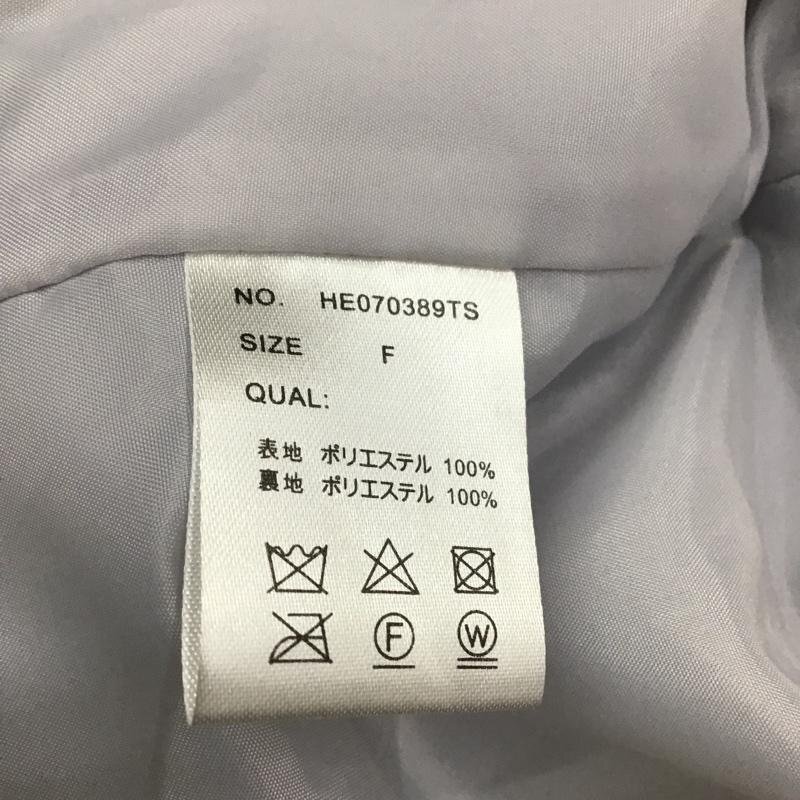 NO. HE070389TS
SIZE F
QUAL:
表地 ポリエステル 100%
裏地 ポリエステル 100%
F W